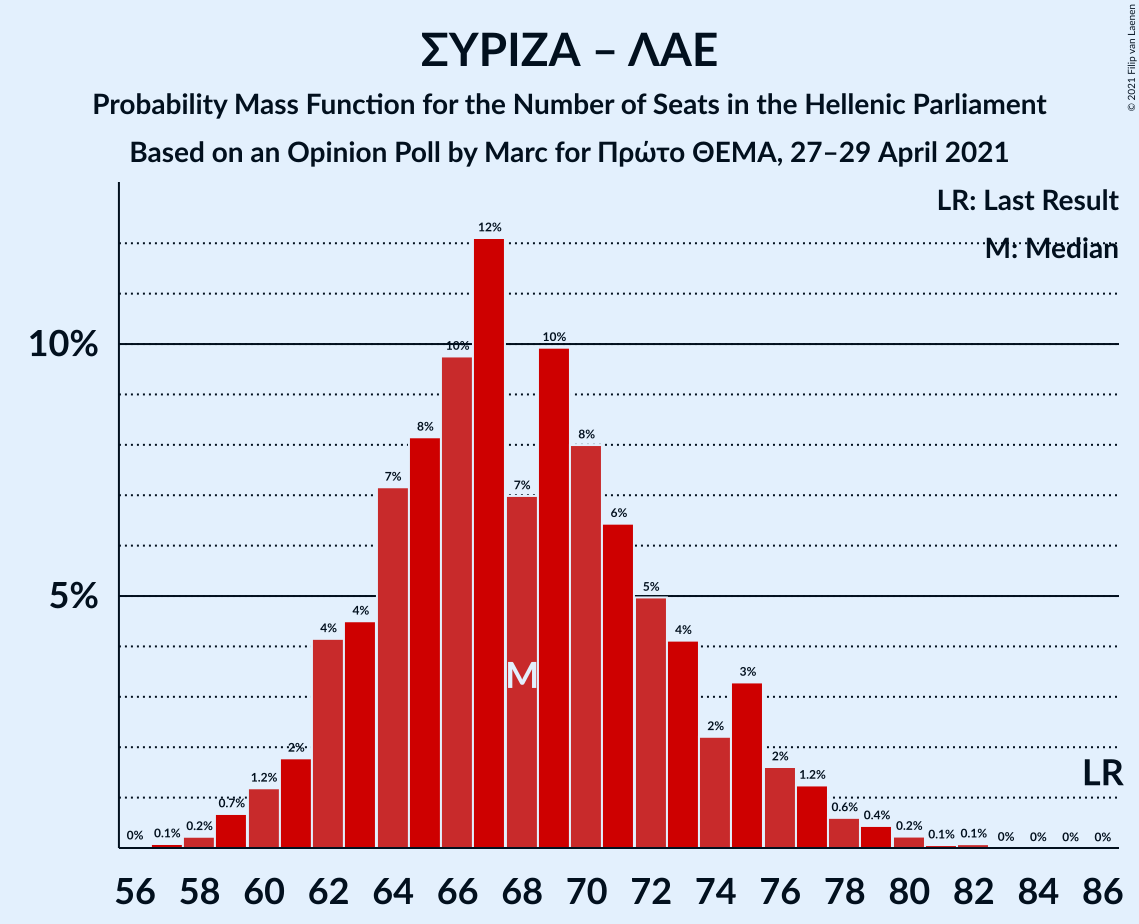 ΣΥΡΙΖΑ – ΛΑΕ
Probability Mass Function for the Number of Seats in the Hellenic Parliament
Based on an Opinion Poll by Marc for Πρώτο ΘΕΜΑ, 27–29 April 2021
© 2021 Filip van Laenen
LR: Last Result
M: Median
10%
5%
0% 0.1% 0.2% 0.7% 1.2% 2% 4% 4% 7% 8% 10% 12% 7% 10% 8% 6% 5% 4% 2% 3% 2% 1.2% 0.6% 0.4% 0.2% 0.1% 0.1% 0% 0% 0% 0%
M
LR
56 58 60 62 64 66 68 70 72 74 76 78 80 82 84 86